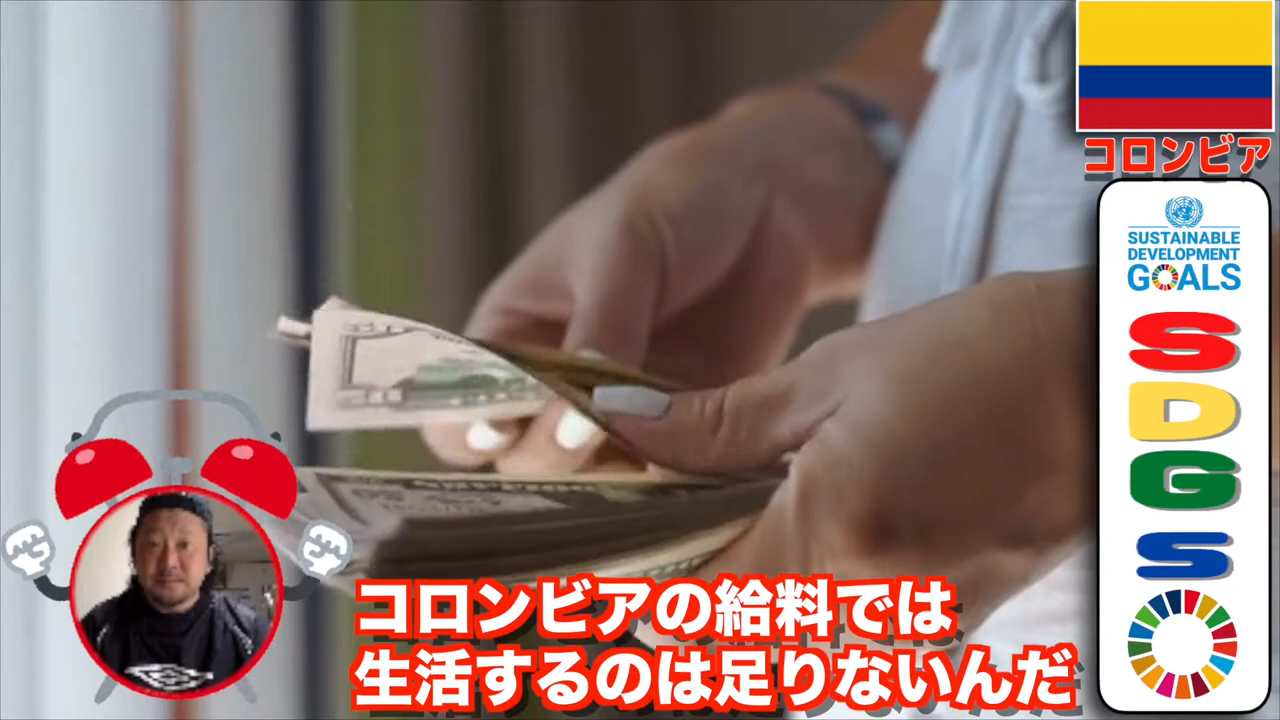 コロンビア
SUSTAINABLE
DEVELOPMENT
GOALS
S
D
G
S
コロンビアの給料では
生活するのは足りないんだ